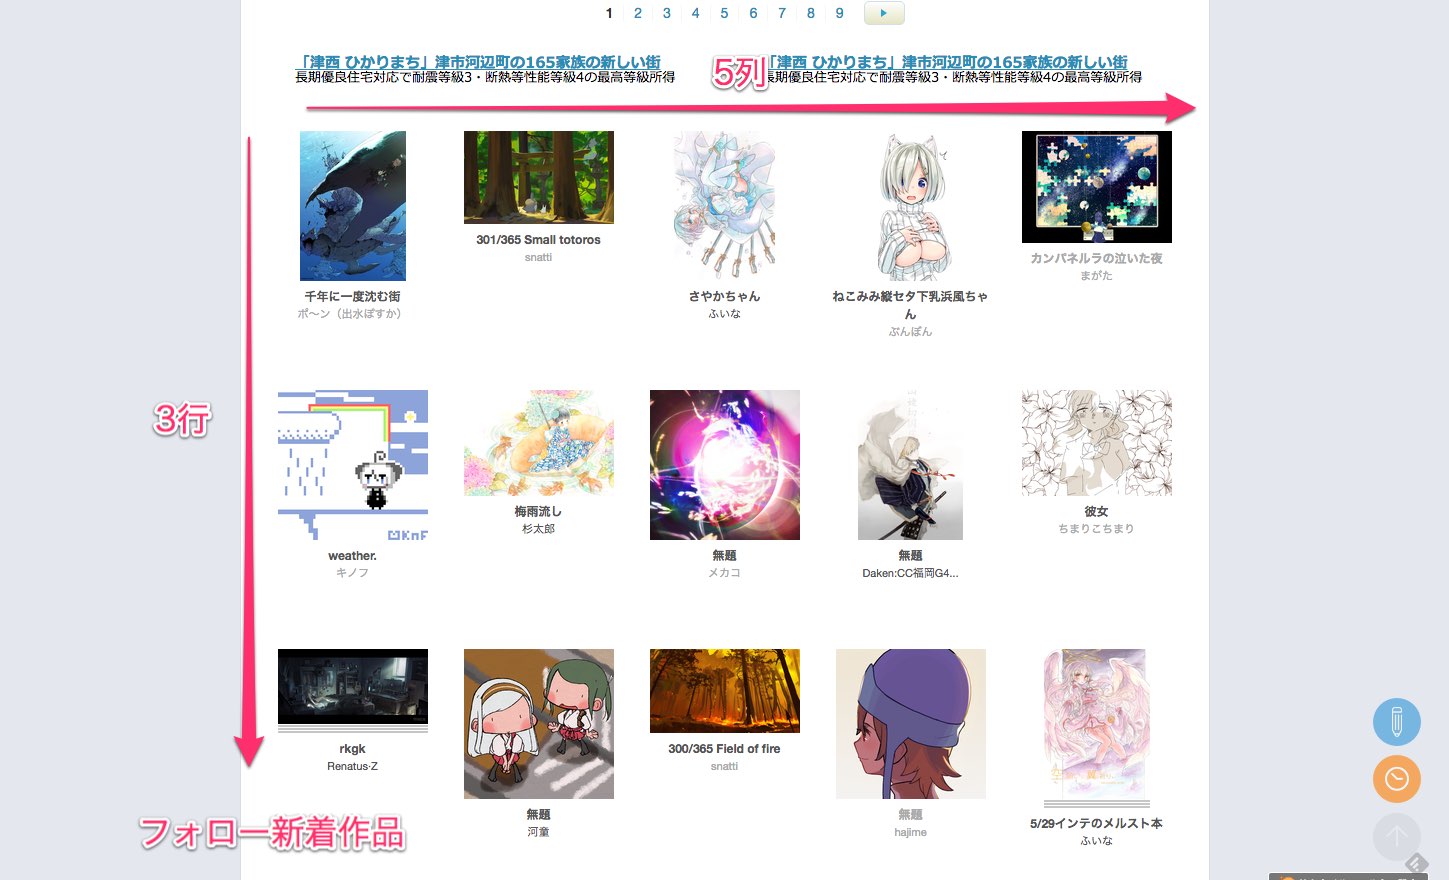 1 2 3 4 5 6 7 8 9
「津西 ひかりまち」津市河辺町の165家族の新しい街
長期優良住宅対応で耐震等級3・断熱等性能等級4の最高等級所得
5列
「津西 ひかりまち」津市河辺町の165家族の新しい街
長期優良住宅対応で耐震等級3・断熱等性能等級4の最高等級所得
千年に一度沈む街
ポ〜ン（出水ぽすか）
301/365 Small totoros
snatti
さやかちゃん
ふいな
ねこみみ縦セタ下乳浜風ちゃ
ん
ぶんぼん
カンパネルラの泣いた夜
まがた
3行
KnF
weather.
キノフ
梅雨流し
杉太郎
無題
メカコ
無題
Daken:CC福岡G4...
彼女
ちまりこちまり
rkgk
Renatus·Z
無題
河童
300/365 Field of fire
snatti
無題
hajime
5/29インテのメルスト本
ふいな
フォロー新着作品